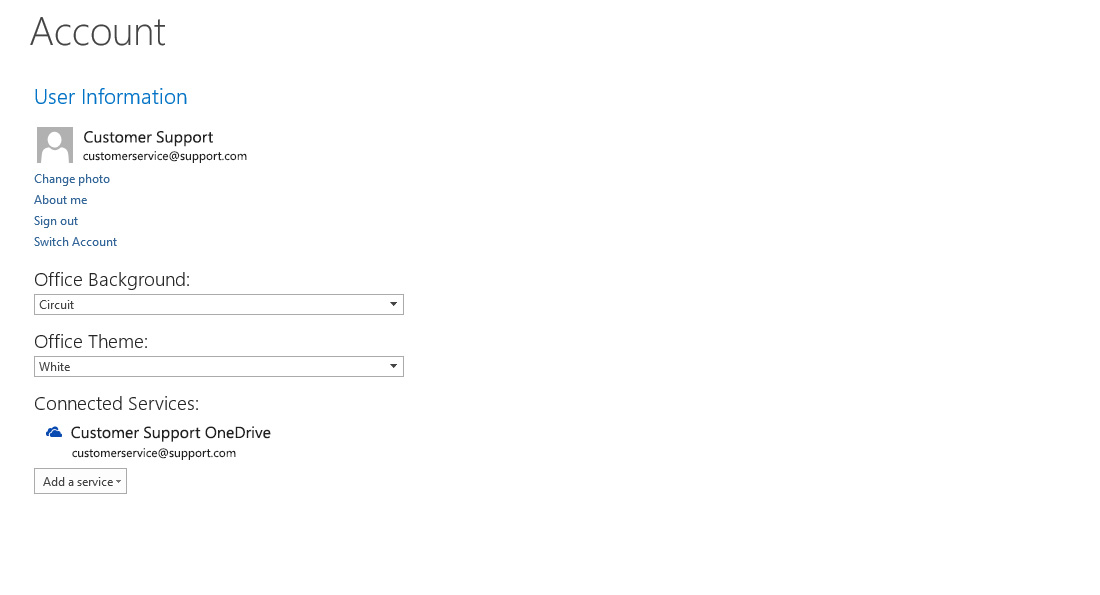 Account
User Information
Customer Support
customerservice@support.com
Change photo
About me
Sign out
Switch Account
Office Background:
Circuit
Office Theme:
White
Connected Services:
Customer Support OneDrive
customerservice@support.com
Add a service